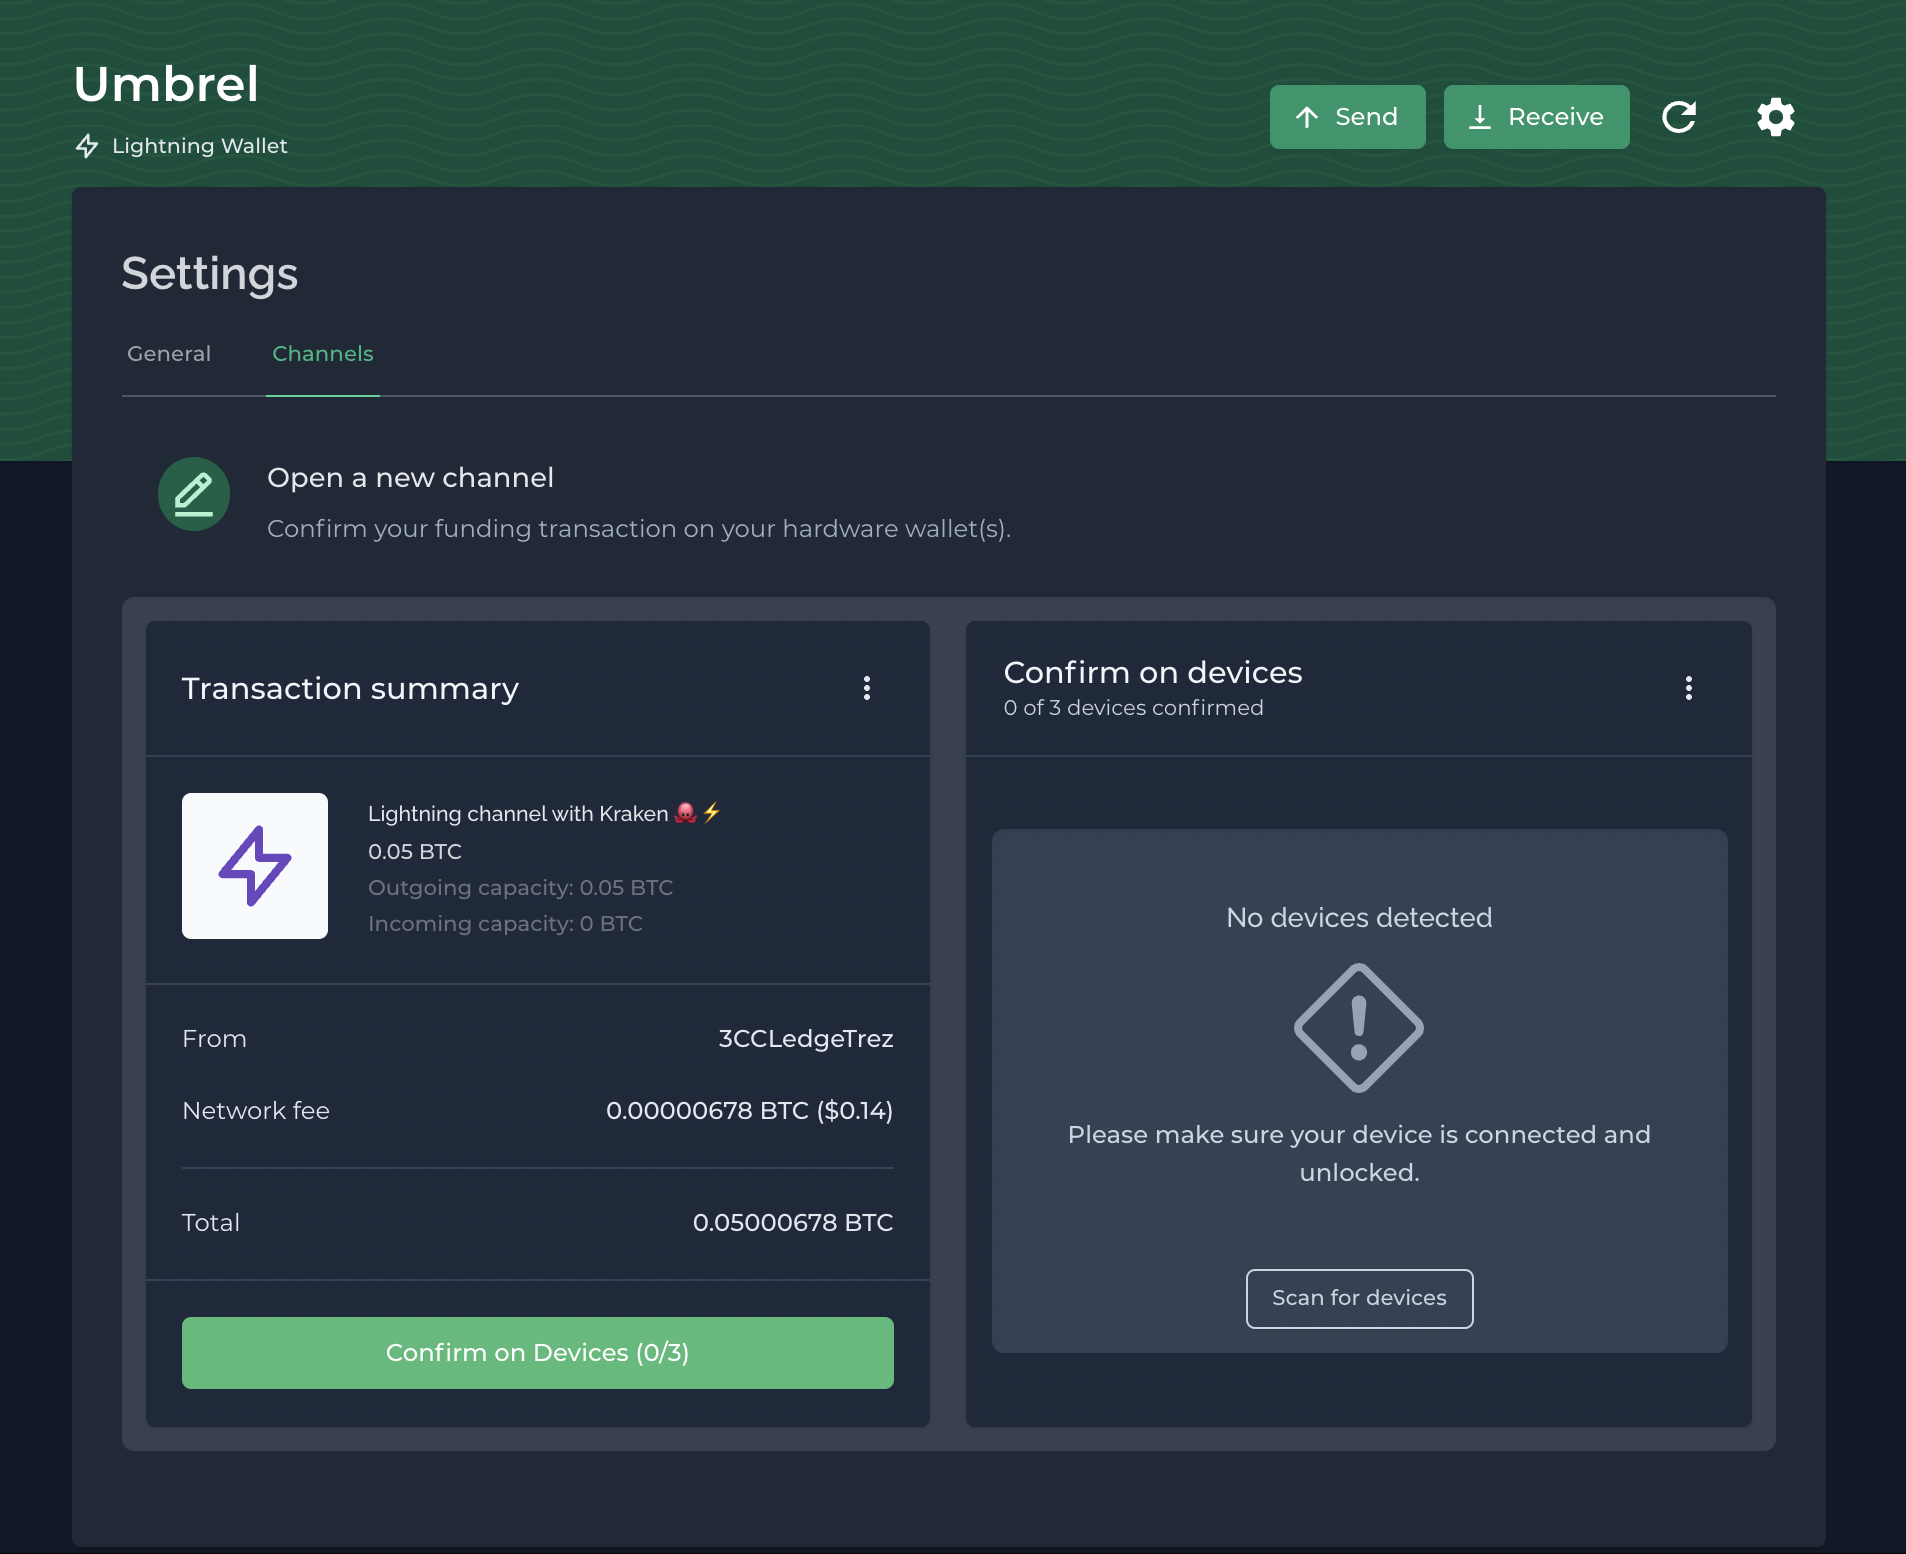 Umbrel
Lightning Wallet
Send
Receive
Settings
General
Channels
Open a new channel
Confirm your funding transaction on your hardware wallet(s).
Transaction summary
Lightning channel with Kraken 🐙⚡
0.05 BTC
Outgoing capacity: 0.05 BTC
Incoming capacity: 0 BTC
From
3CCLedgeTrez
Network fee
0.00000678 BTC ($0.14)
Total
0.05000678 BTC
Confirm on Devices (0/3)
Confirm on devices
0 of 3 devices confirmed
No devices detected
Please make sure your device is connected and
unlocked.
Scan for devices